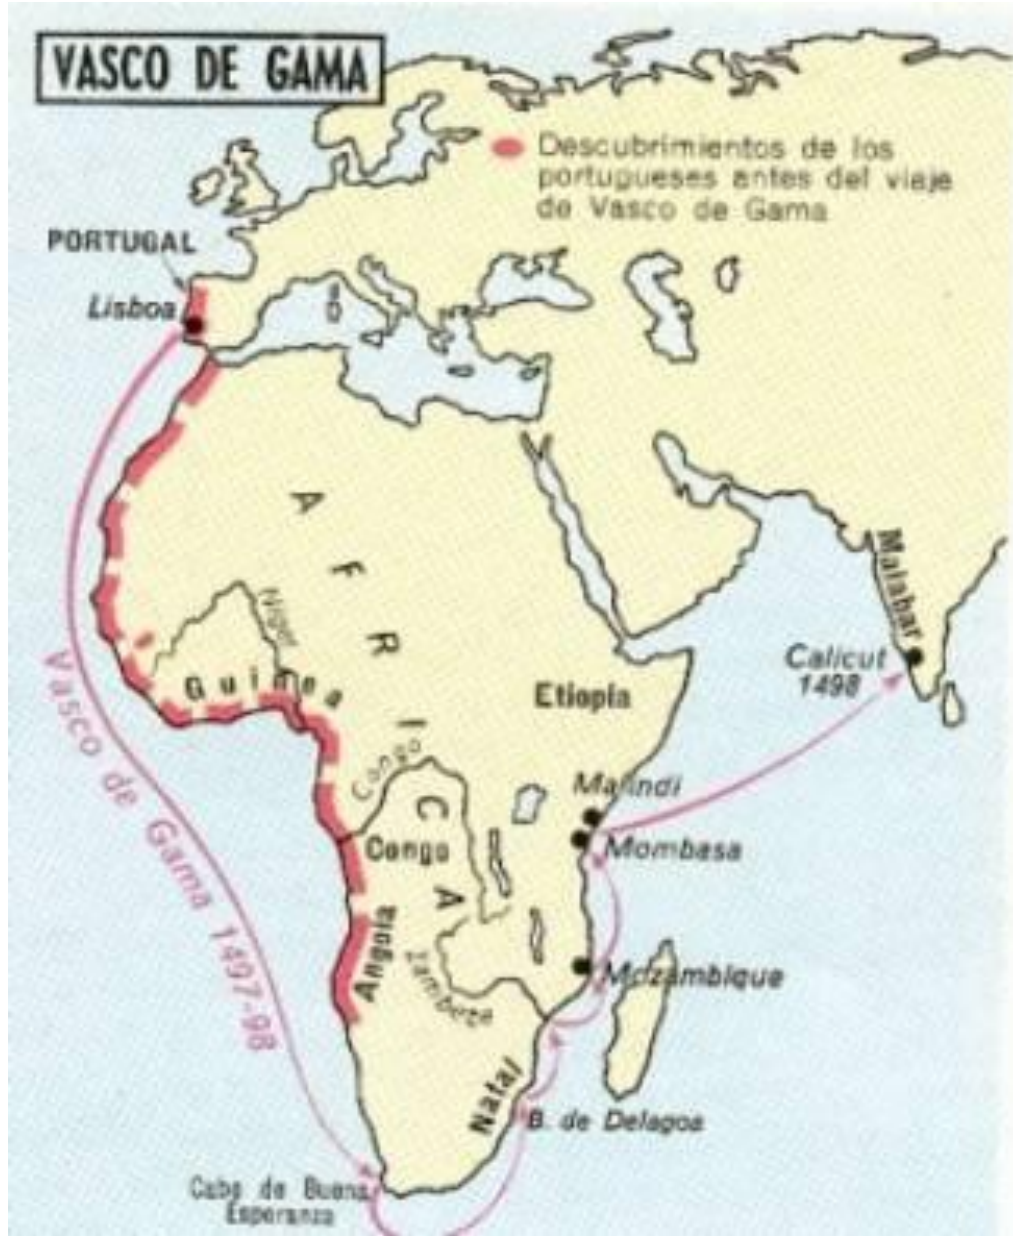 VASCO DE GAMA
Descubrimientos de los
portugueses antes del viaje
de Vasco de Gama
PORTUGAL
Lisboa
AFRICA
Niger
Guinea
Malabar
Calicut
1498
Etiopia
Congo
Malindi
Mombasa
Congo
Angola
Zambeze
Mozambique
Vasco de Gama 1497-98
Natal
B. de Delagoa
Cabo de Buena
Esperanza